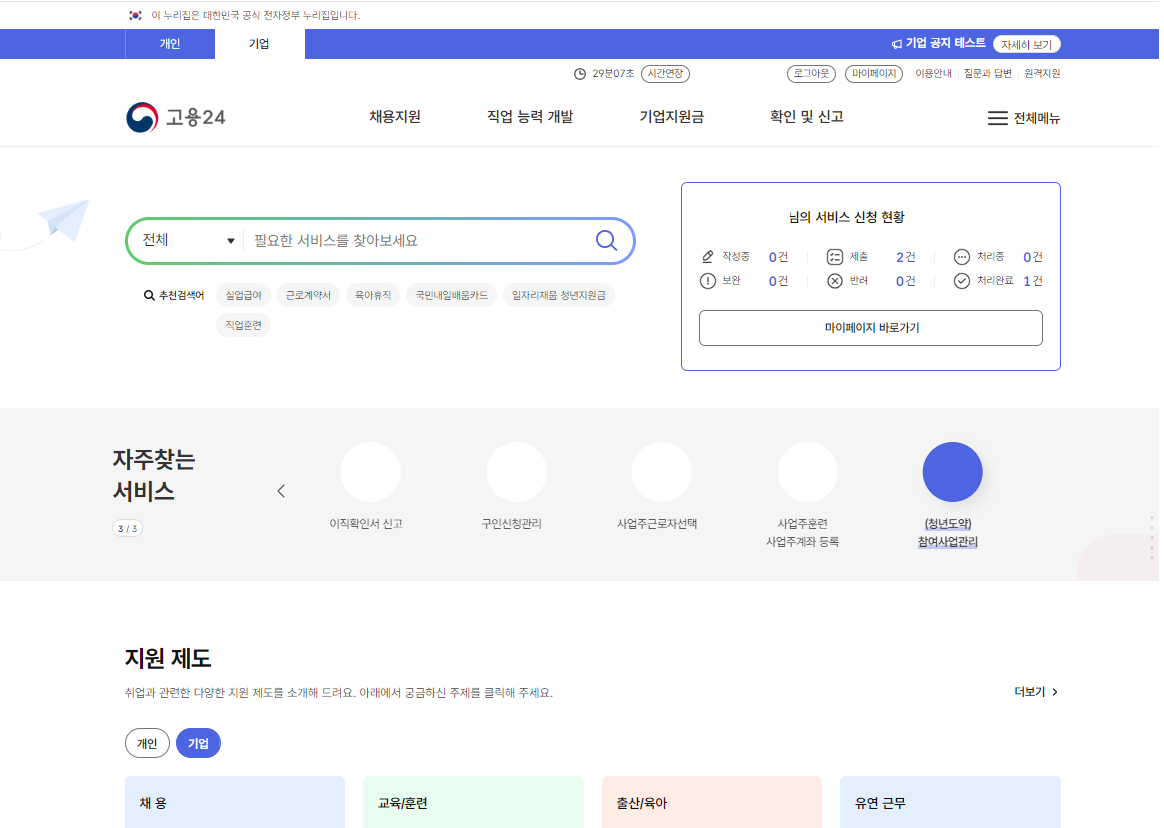 이 누리집은 대한민국 공식 전자정부 누리집입니다.
개인
기업
기업 공지 테스트
자세히 보기
29분07초
시간연장
로그아웃
마이페이지
이용안내
질문과 답변
원격지원
고용24
채용지원
직업 능력 개발
기업지원금
확인 및 신고
전체메뉴
전체
필요한 서비스를 찾아보세요
추천검색어
실업급여
근로계약서
육아휴직
국민내일배움카드
일자리채움 청년지원금
직업훈련
님의 서비스 신청 현황
작성중 0건
제출 2건
처리중 0건
보완 0건
반려 0건
처리완료 1건
마이페이지 바로가기
자주찾는
서비스
3 / 3
이직확인서 신고
구인신청관리
사업주근로자선택
사업주훈련
사업주계좌 등록
(청년도약)
참여사업관리
지원 제도
취업과 관련한 다양한 지원 제도를 소개해 드려요. 아래에서 궁금하신 주제를 클릭해 주세요.
더보기
개인
기업
채 용
교육/훈련
출산/육아
유연 근무